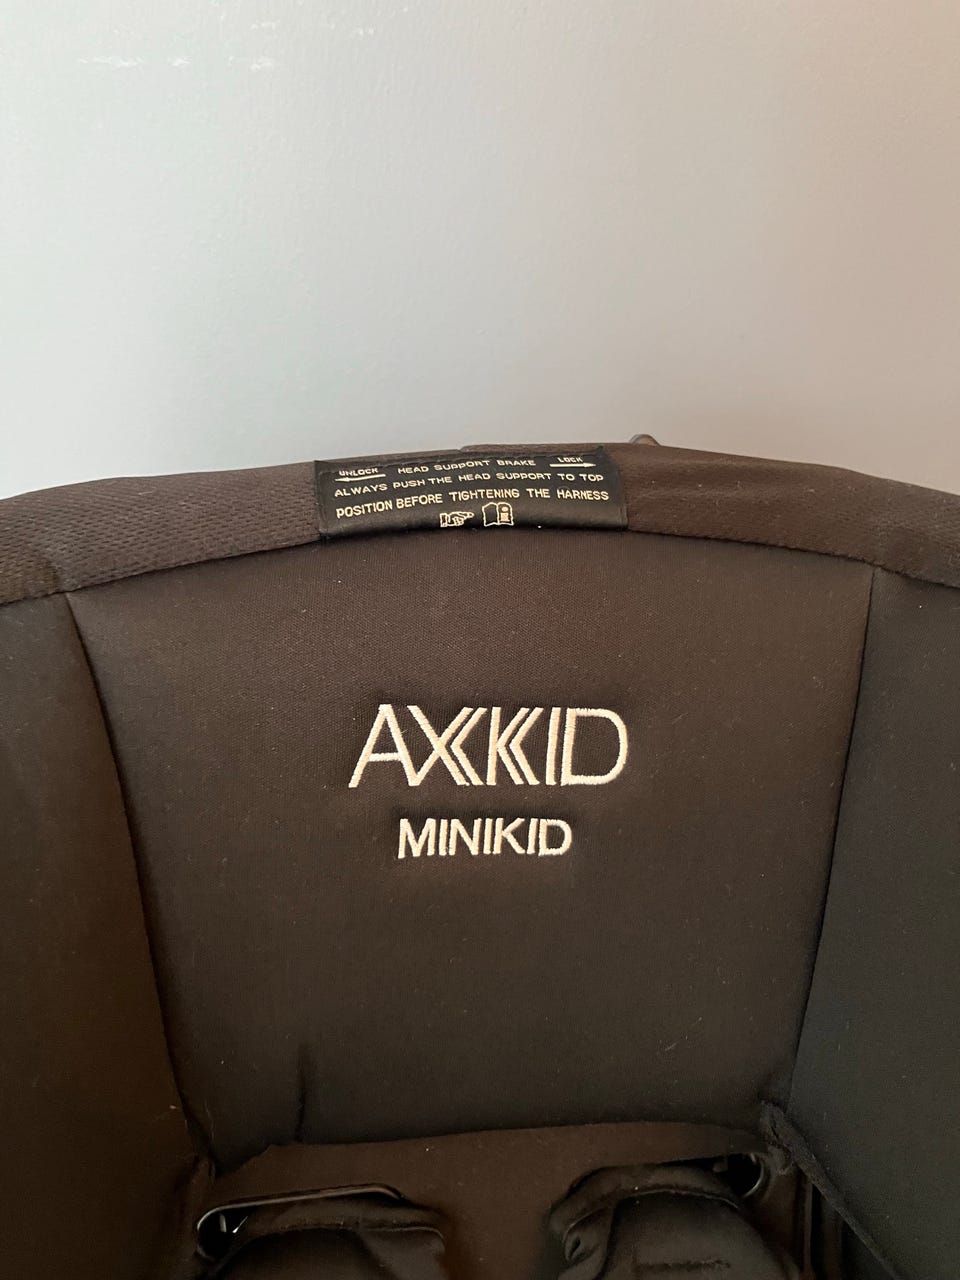 UNLOCK HEAD SUPPORT BRAKE LOCK
ALWAYS PUSH THE HEAD SUPPORT TO TOP
POSITION BEFORE TIGHTENING THE HARNESS
AXKID
MINIKID